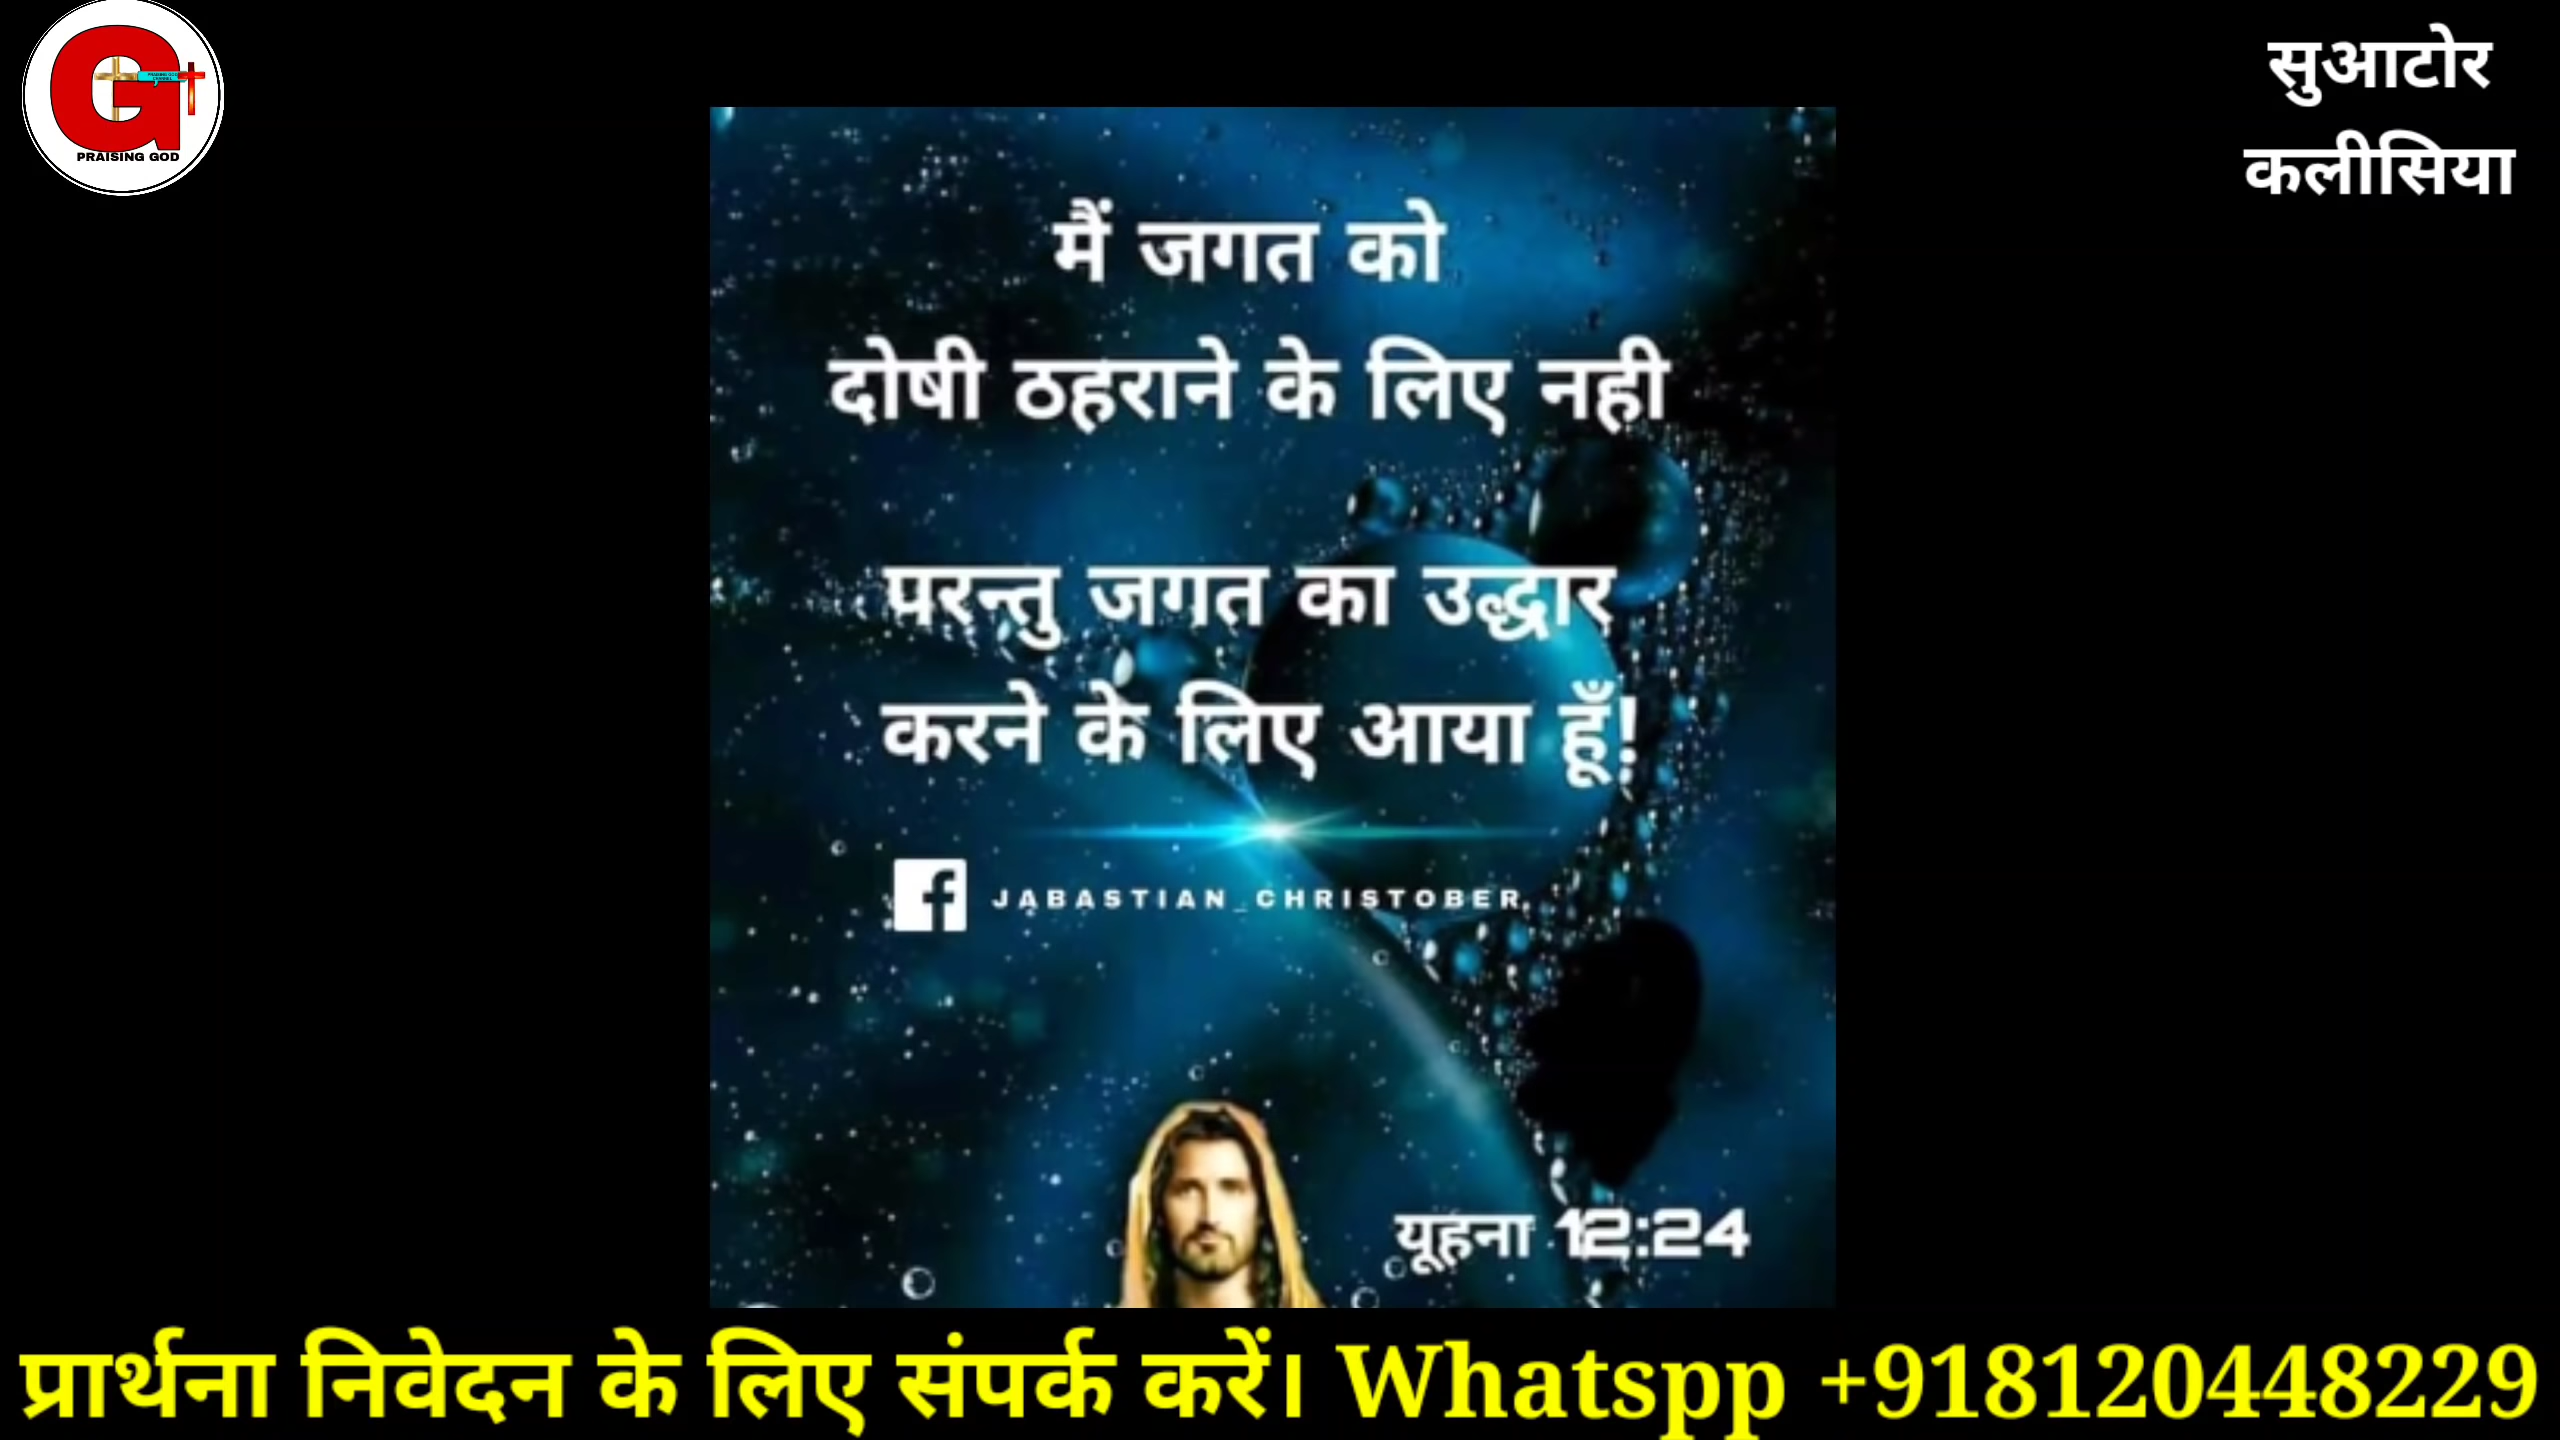 PRAISING GOD
सुआटोर
कलीसिया
मैं जगत को
दोषी ठहराने के लिए नही
परन्तु जगत का उद्धार
करने के लिए आया हूँ!
JABASTIAN_CHRISTOBER
यूहना 12:24
प्रार्थना निवेदन के लिए संपर्क करें। Whatspp +918120448229